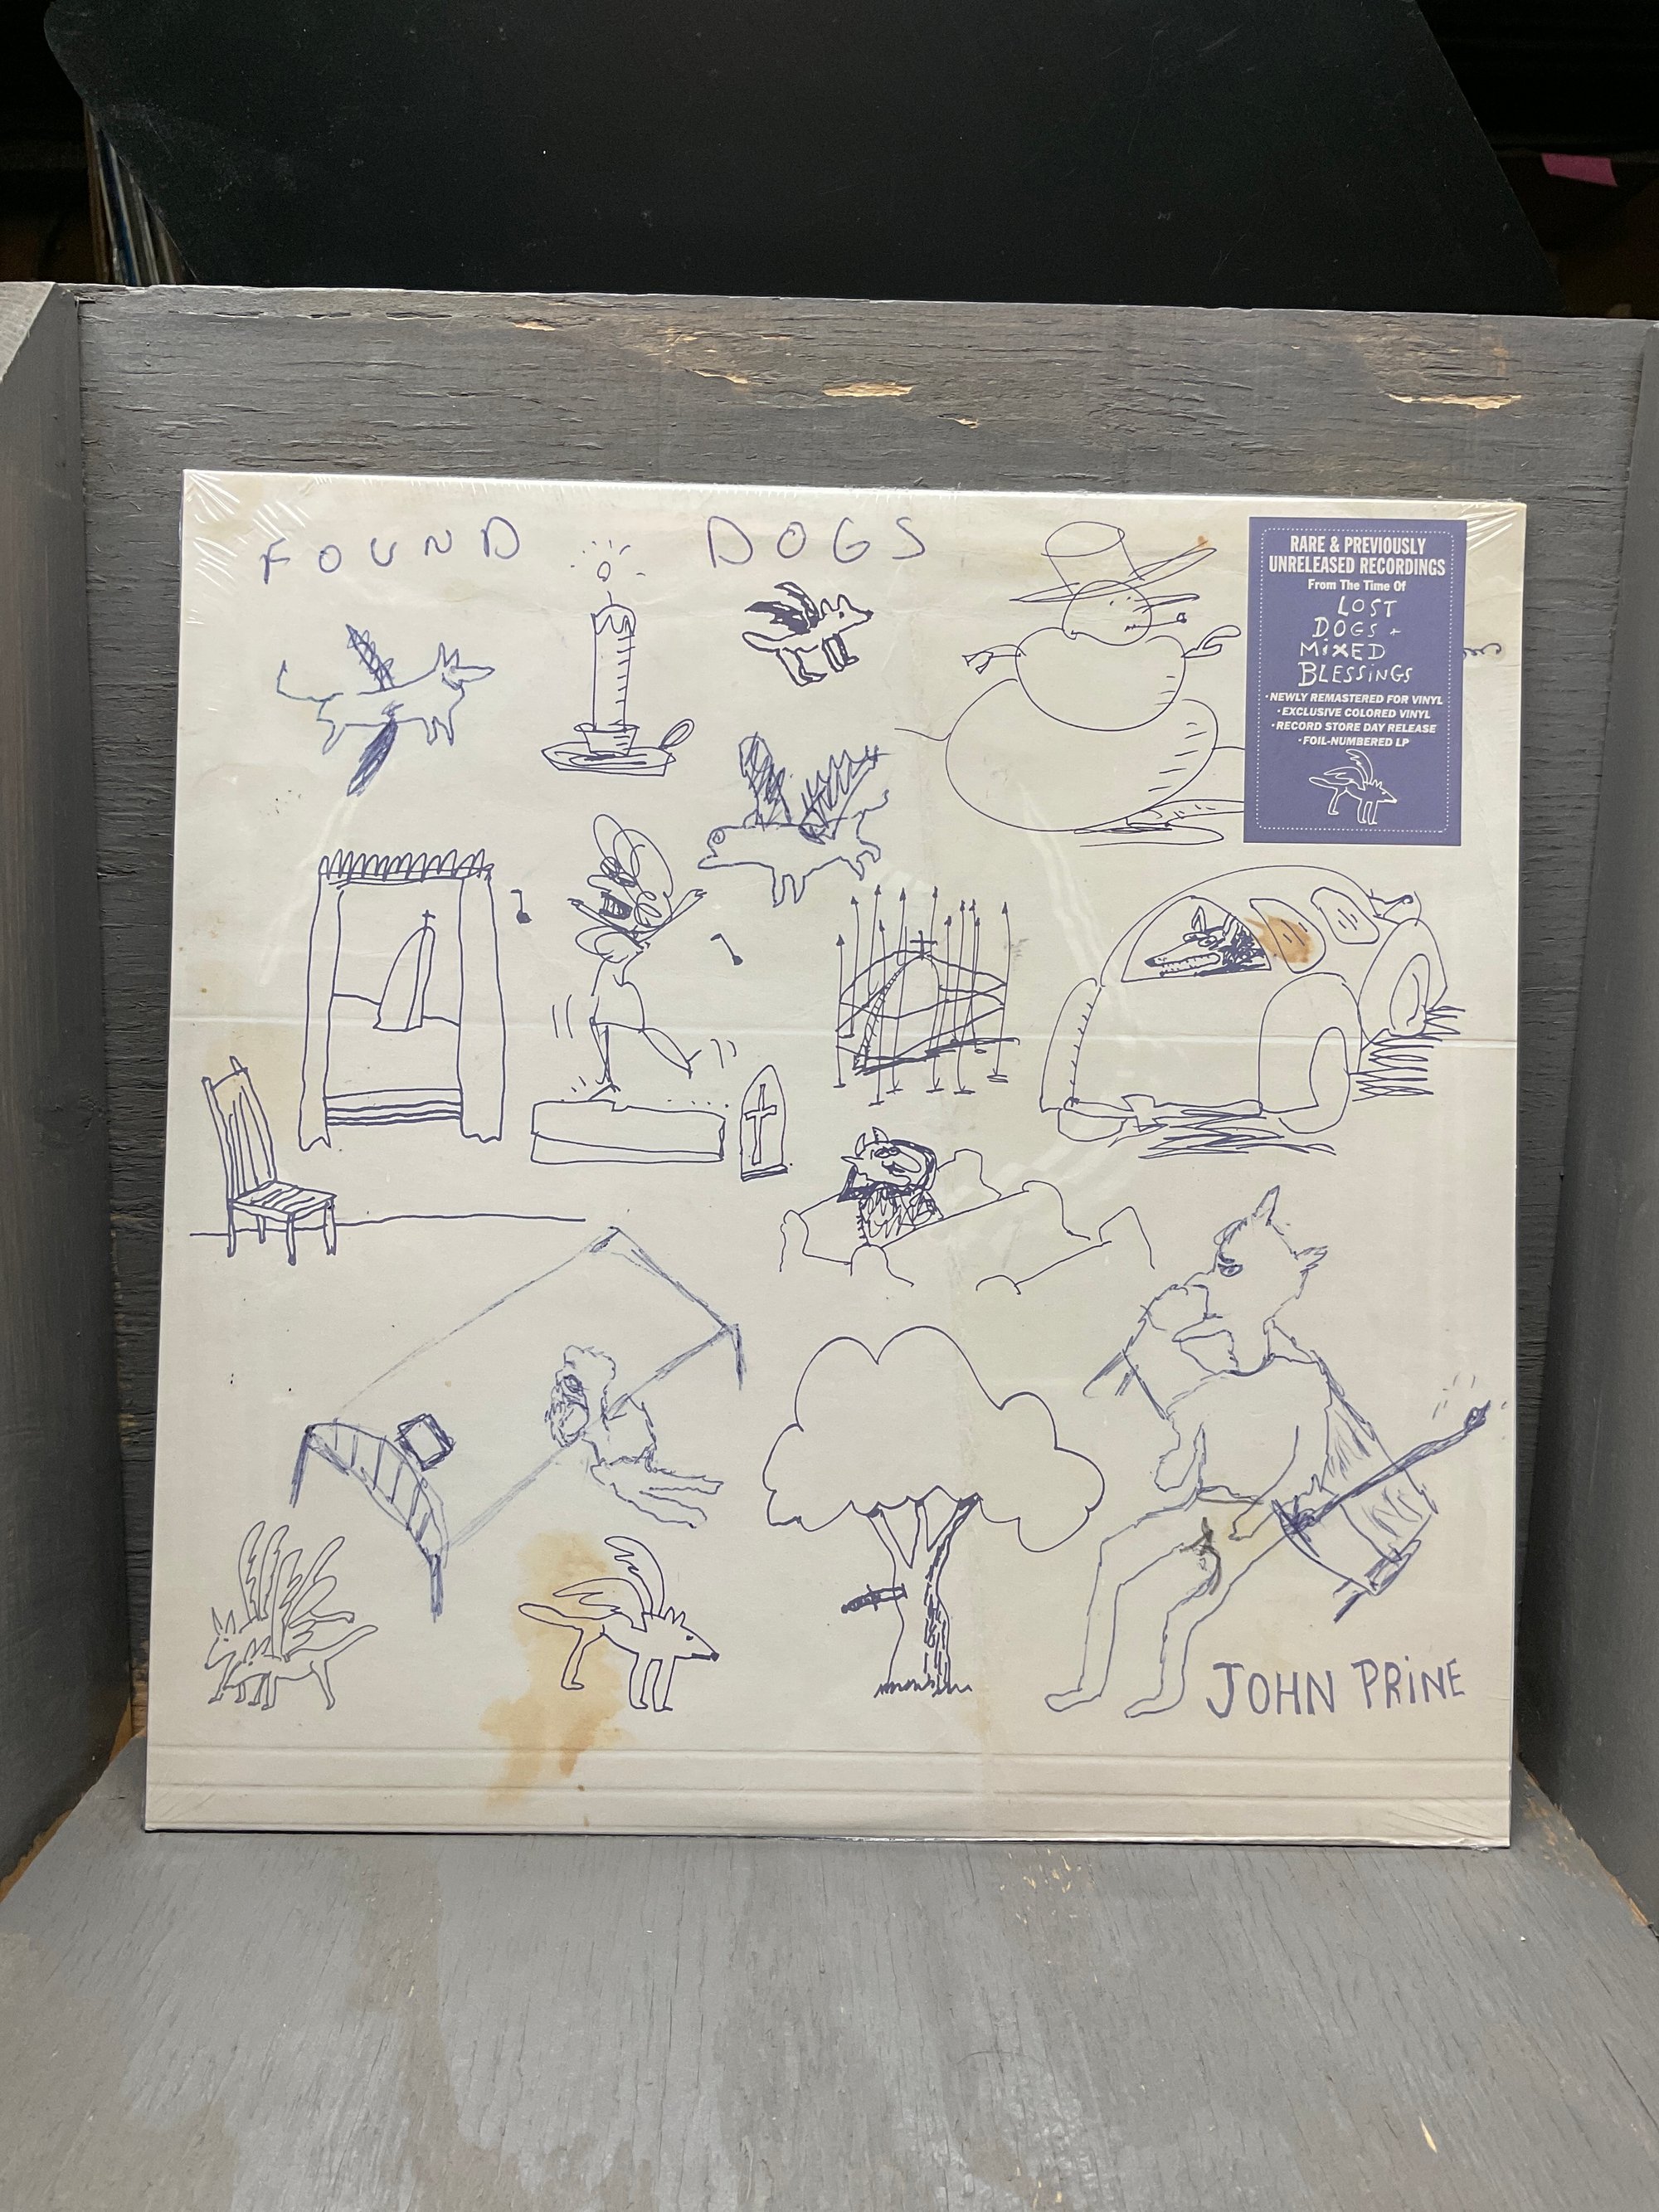 FOUND DOGS
RARE & PREVIOUSLY
UNRELEASED RECORDINGS
From The Time Of
LOST
DOGS +
MiXED
BLESSiNGS
•NEWLY REMASTERED FOR VINYL
•EXCLUSIVE COLORED VINYL
•RECORD STORE DAY RELEASE
•FOIL-NUMBERED LP
JOHN PRiNE